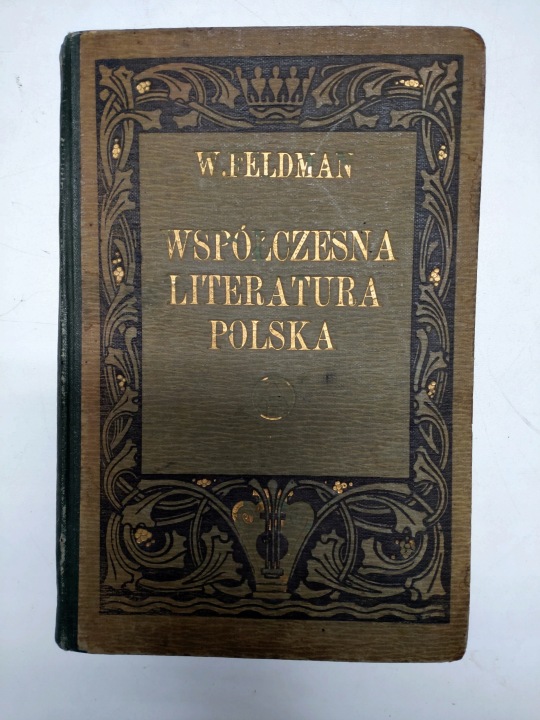 W. FELDMAN
WSPÓŁCZESNA
LITERATURA
POLSKA